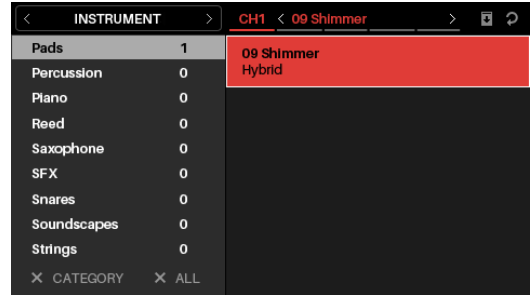 < INSTRUMENT >
CH1 < 09 Shimmer >
Pads 1
Percussion 0
Piano 0
Reed 0
Saxophone 0
SFX 0
Snares 0
Soundscapes 0
Strings 0
✕ CATEGORY ✕ ALL
09 Shimmer
Hybrid